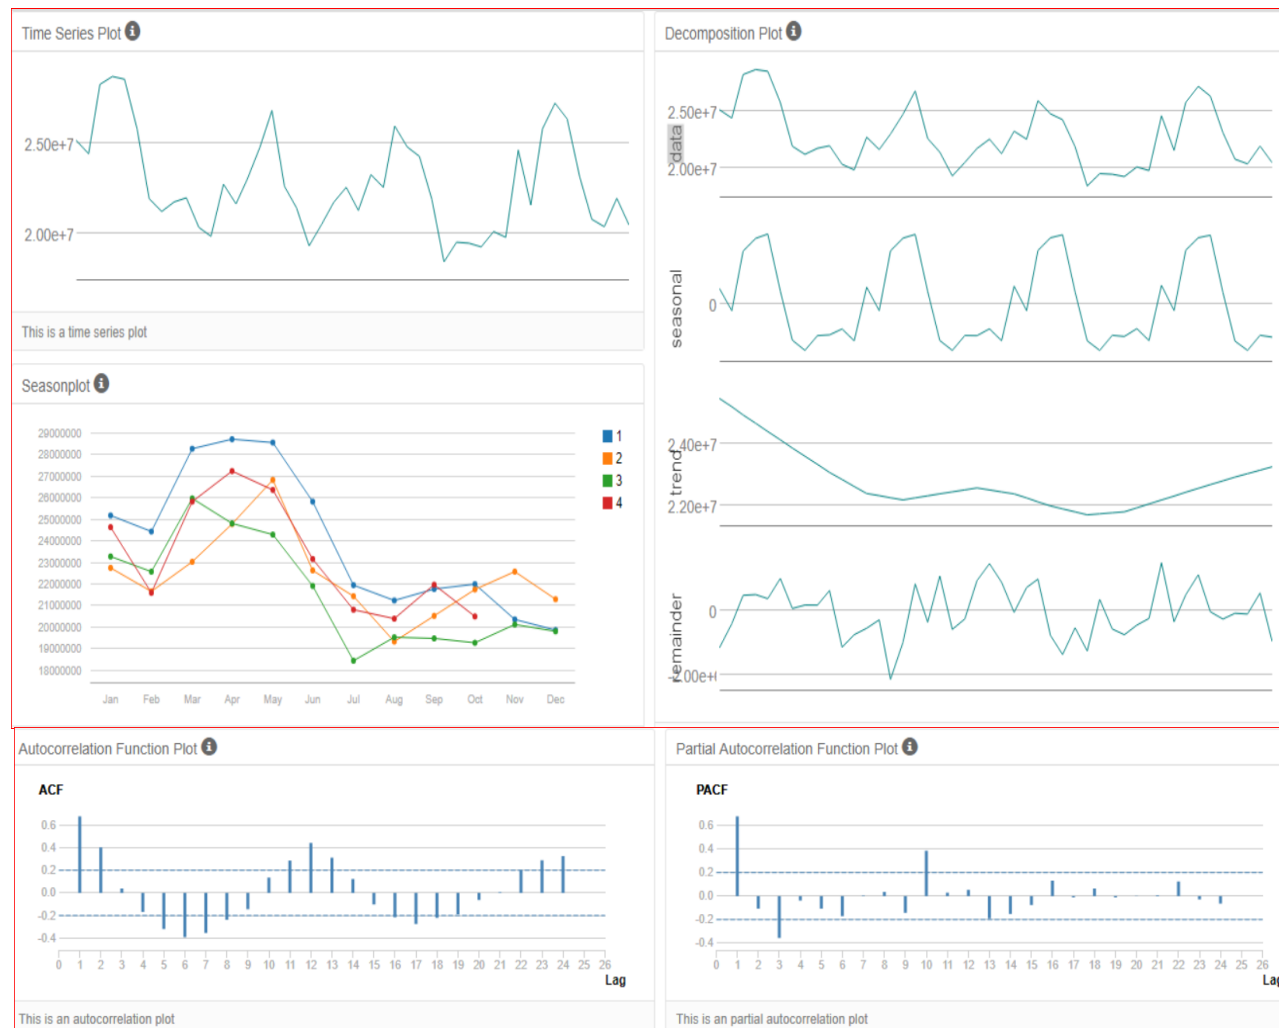 Time Series Plot
2.50e+7
2.00e+7
This is a time series plot
Decomposition Plot
2.50e+7
data
2.00e+7
0
seasonal
2.40e+7
trend
2.20e+7
0
remainder
-2.00e+
Seasonplot
29000000
28000000
27000000
26000000
25000000
24000000
23000000
22000000
21000000
20000000
19000000
18000000
Jan Feb Mar Apr May Jun Jul Aug Sep Oct Nov Dec
1
2
3
4
Autocorrelation Function Plot
ACF
0.6
0.4
0.2
0.0
-0.2
-0.4
0 1 2 3 4 5 6 7 8 9 10 11 12 13 14 15 16 17 18 19 20 21 22 23 24 25 26
Lag
This is an autocorrelation plot
Partial Autocorrelation Function Plot
PACF
0.6
0.4
0.2
0.0
-0.2
-0.4
0 1 2 3 4 5 6 7 8 9 10 11 12 13 14 15 16 17 18 19 20 21 22 23 24 25 26
Lag
This is an partial autocorrelation plot